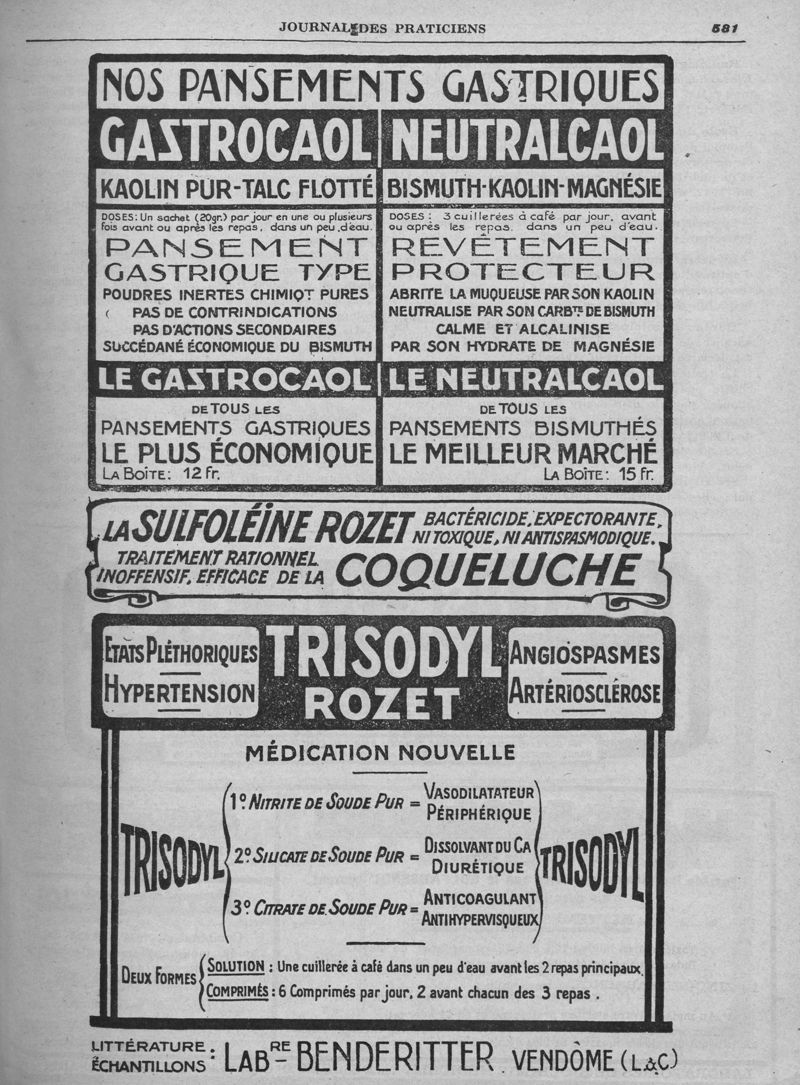 JOURNAL DES PRATICIENS 581
NOS PANSEMENTS GASTRIQUES
GASTROCAOL
KAOLIN PUR-TALC FLOTTÉ
DOSES: Un sachet (20gr.) par jour en une ou plusieurs
fois avant ou après les repas, dans un peu d'eau.
PANSEMENT
GASTRIQUE TYPE
POUDRES INERTES CHIMIQT PURES
PAS DE CONTRINDICATIONS
PAS D'ACTIONS SECONDAIRES
SUCCÉDANÉ ÉCONOMIQUE DU BISMUTH
LE GASTROCAOL
DE TOUS LES
PANSEMENTS GASTRIQUES
LE PLUS ÉCONOMIQUE
LA BOÎTE: 12 fr.
NEUTRALCAOL
BISMUTH-KAOLIN-MAGNÉSIE
DOSES: 3 cuillerées à café par jour, avant
ou après les repas, dans un peu d'eau.
REVÊTEMENT
PROTECTEUR
ABRITE LA MUQUEUSE PAR SON KAOLIN
NEUTRALISE PAR SON CARBTE DE BISMUTH
CALME ET ALCALINISE
PAR SON HYDRATE DE MAGNÉSIE
LE NEUTRALCAOL
DE TOUS LES
PANSEMENTS BISMUTHÉS
LE MEILLEUR MARCHÉ
LA BOÎTE: 15 fr.
LA SULFOLÉÏNE ROZET BACTÉRICIDE, EXPECTORANTE,
NI TOXIQUE, NI ANTISPASMODIQUE.
TRAITEMENT RATIONNEL
INOFFENSIF, EFFICACE DE LA COQUELUCHE
ETATS PLÉTHORIQUES
HYPERTENSION
TRISODYL
ROZET
ANGIOSPASMES
ARTÉRIOSCLÉROSE
MÉDICATION NOUVELLE
TRISODYL
1º NITRITE DE SOUDE PUR = VASODILATATEUR
PÉRIPHÉRIQUE
2º SILICATE DE SOUDE PUR = DISSOLVANT DU CA
DIURÉTIQUE
3º CITRATE DE SOUDE PUR = ANTICOAGULANT
ANTIHYPERVISQUEUX
TRISODYL
DEUX FORMES
SOLUTION : Une cuillerée à café dans un peu d'eau avant les 2 repas principaux.
COMPRIMÉS : 6 Comprimés par jour, 2 avant chacun des 3 repas .
LITTÉRATURE :
ÉCHANTILLONS : LABRE BENDERITTER VENDÔME (L&C)